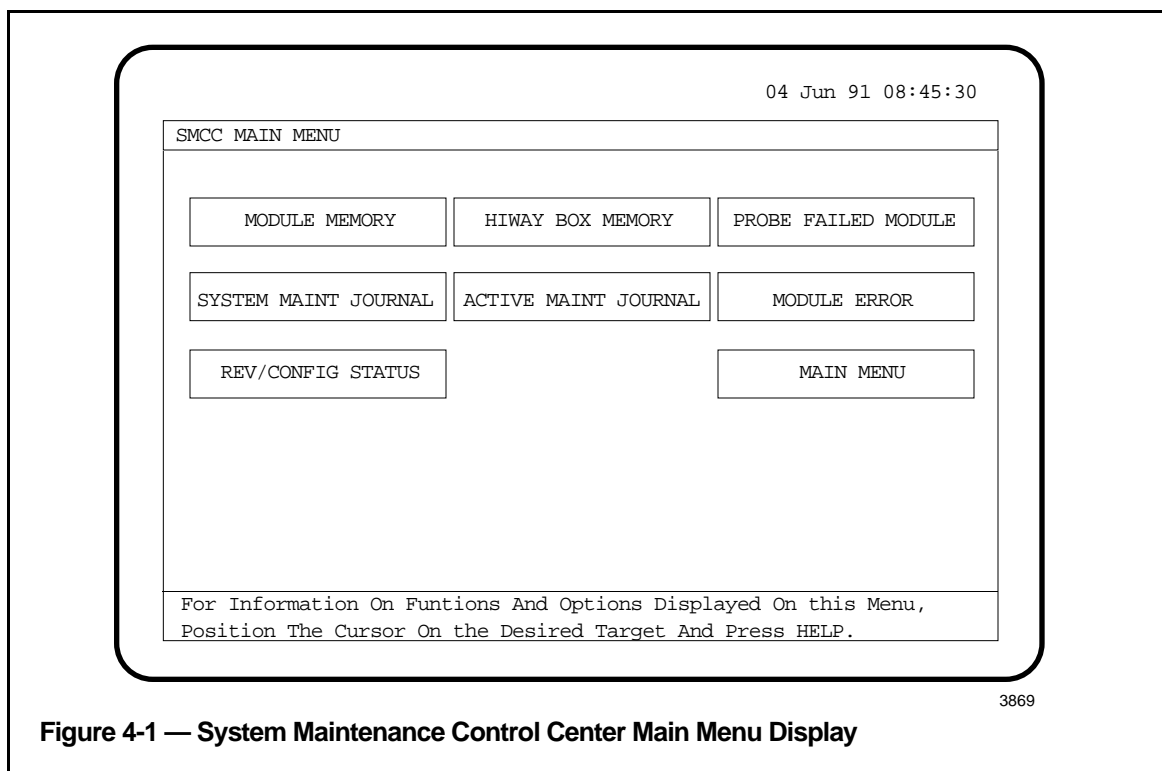 04 Jun 91 08:45:30
SMCC MAIN MENU
MODULE MEMORY HIWAY BOX MEMORY PROBE FAILED MODULE
SYSTEM MAINT JOURNAL ACTIVE MAINT JOURNAL MODULE ERROR
REV/CONFIG STATUS MAIN MENU
For Information On Funtions And Options Displayed On this Menu,
Position The Cursor On the Desired Target And Press HELP.
3869
Figure 4-1 — System Maintenance Control Center Main Menu Display